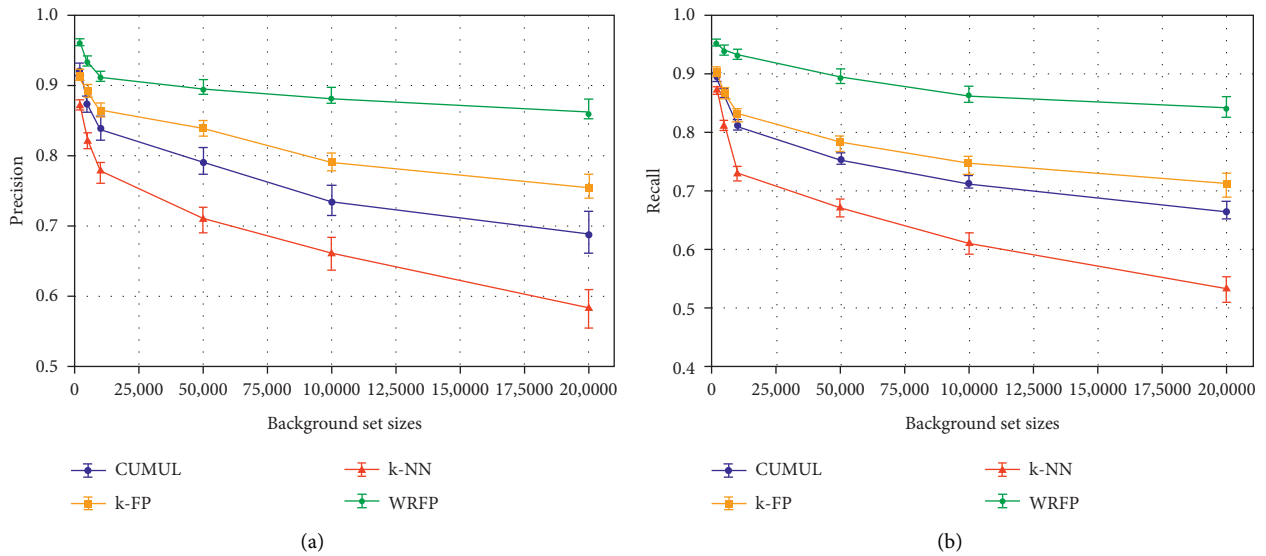 1.0
0.9
0.8
0.7
0.6
0.5
Precision
0 25,000 50,000 75,000 10,0000 12,5000 15,0000 17,5000 20,0000
Background set sizes
CUMUL
k-FP
k-NN
WRFP
(a)
1.0
0.9
0.8
0.7
0.6
0.5
0.4
Recall
0 25,000 50,000 75,000 10,0000 12,5000 15,0000 17,5000 20,0000
Background set sizes
CUMUL
k-FP
k-NN
WRFP
(b)